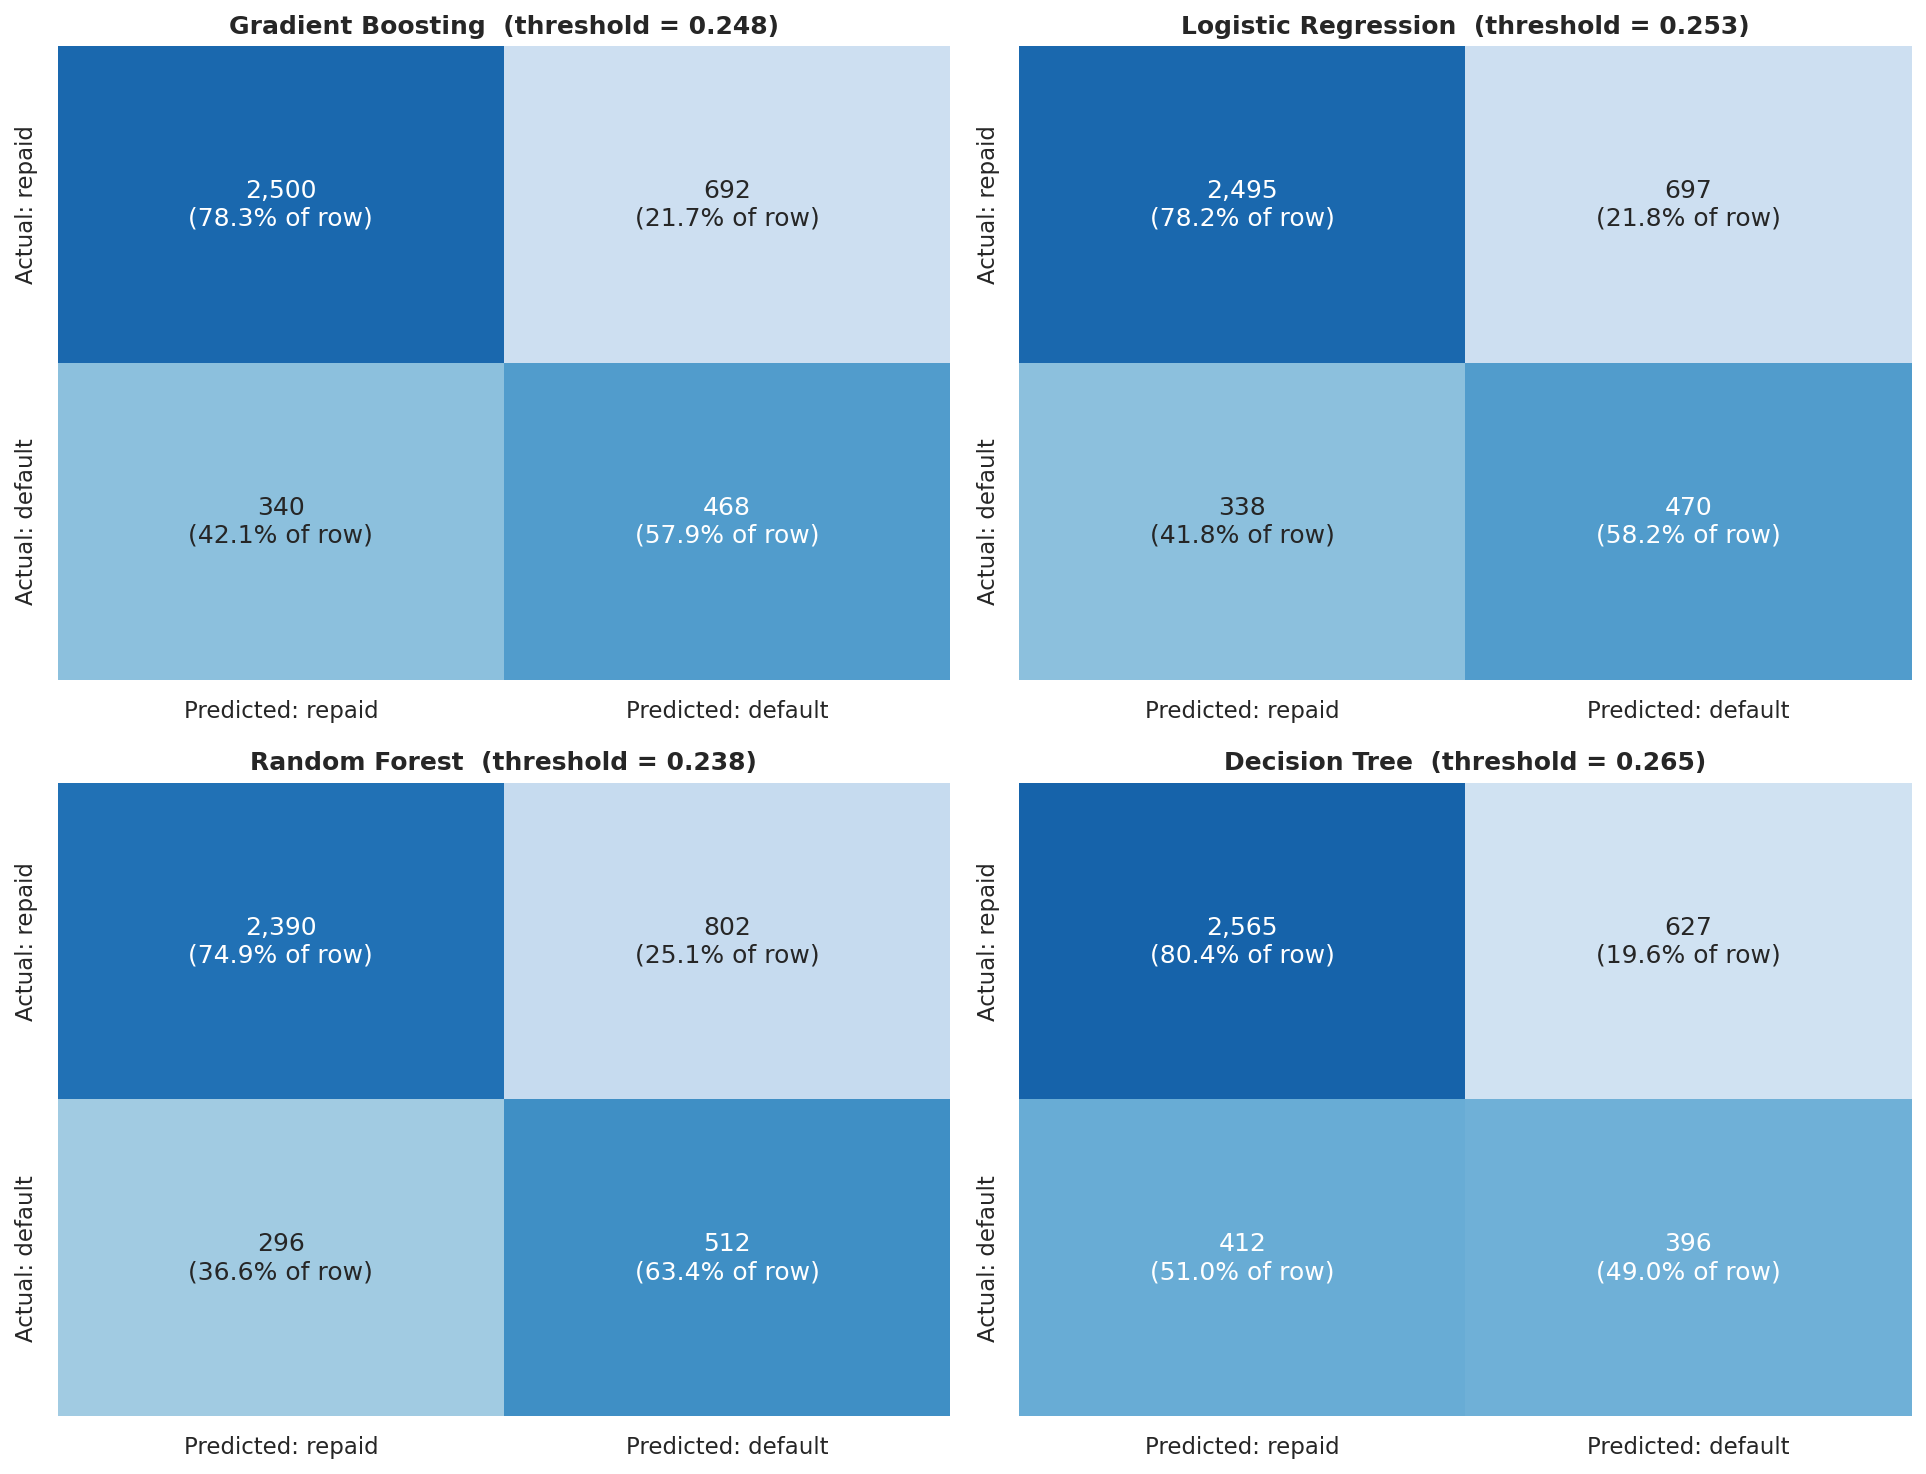 Gradient Boosting  (threshold = 0.248)
Actual: repaid
2,500
(78.3% of row)
692
(21.7% of row)
Actual: default
340
(42.1% of row)
468
(57.9% of row)
Predicted: repaid
Predicted: default
Logistic Regression  (threshold = 0.253)
Actual: repaid
2,495
(78.2% of row)
697
(21.8% of row)
Actual: default
338
(41.8% of row)
470
(58.2% of row)
Predicted: repaid
Predicted: default
Random Forest  (threshold = 0.238)
Actual: repaid
2,390
(74.9% of row)
802
(25.1% of row)
Actual: default
296
(36.6% of row)
512
(63.4% of row)
Predicted: repaid
Predicted: default
Decision Tree  (threshold = 0.265)
Actual: repaid
2,565
(80.4% of row)
627
(19.6% of row)
Actual: default
412
(51.0% of row)
396
(49.0% of row)
Predicted: repaid
Predicted: default